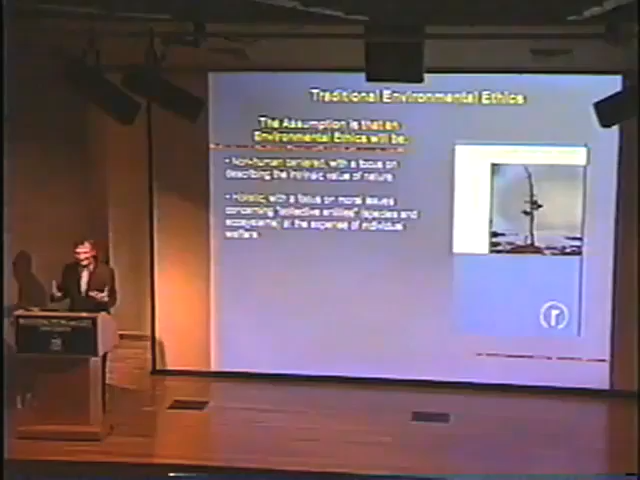 Traditional Environmental Ethics
The Assumption is that an
Environmental Ethics will be:
• Non-human centered, with a focus on
describing the intrinsic value of nature
• Holistic, with a focus on moral issues
concerning "collective entities" (species and
ecosystems) at the expense of individual
welfare
r